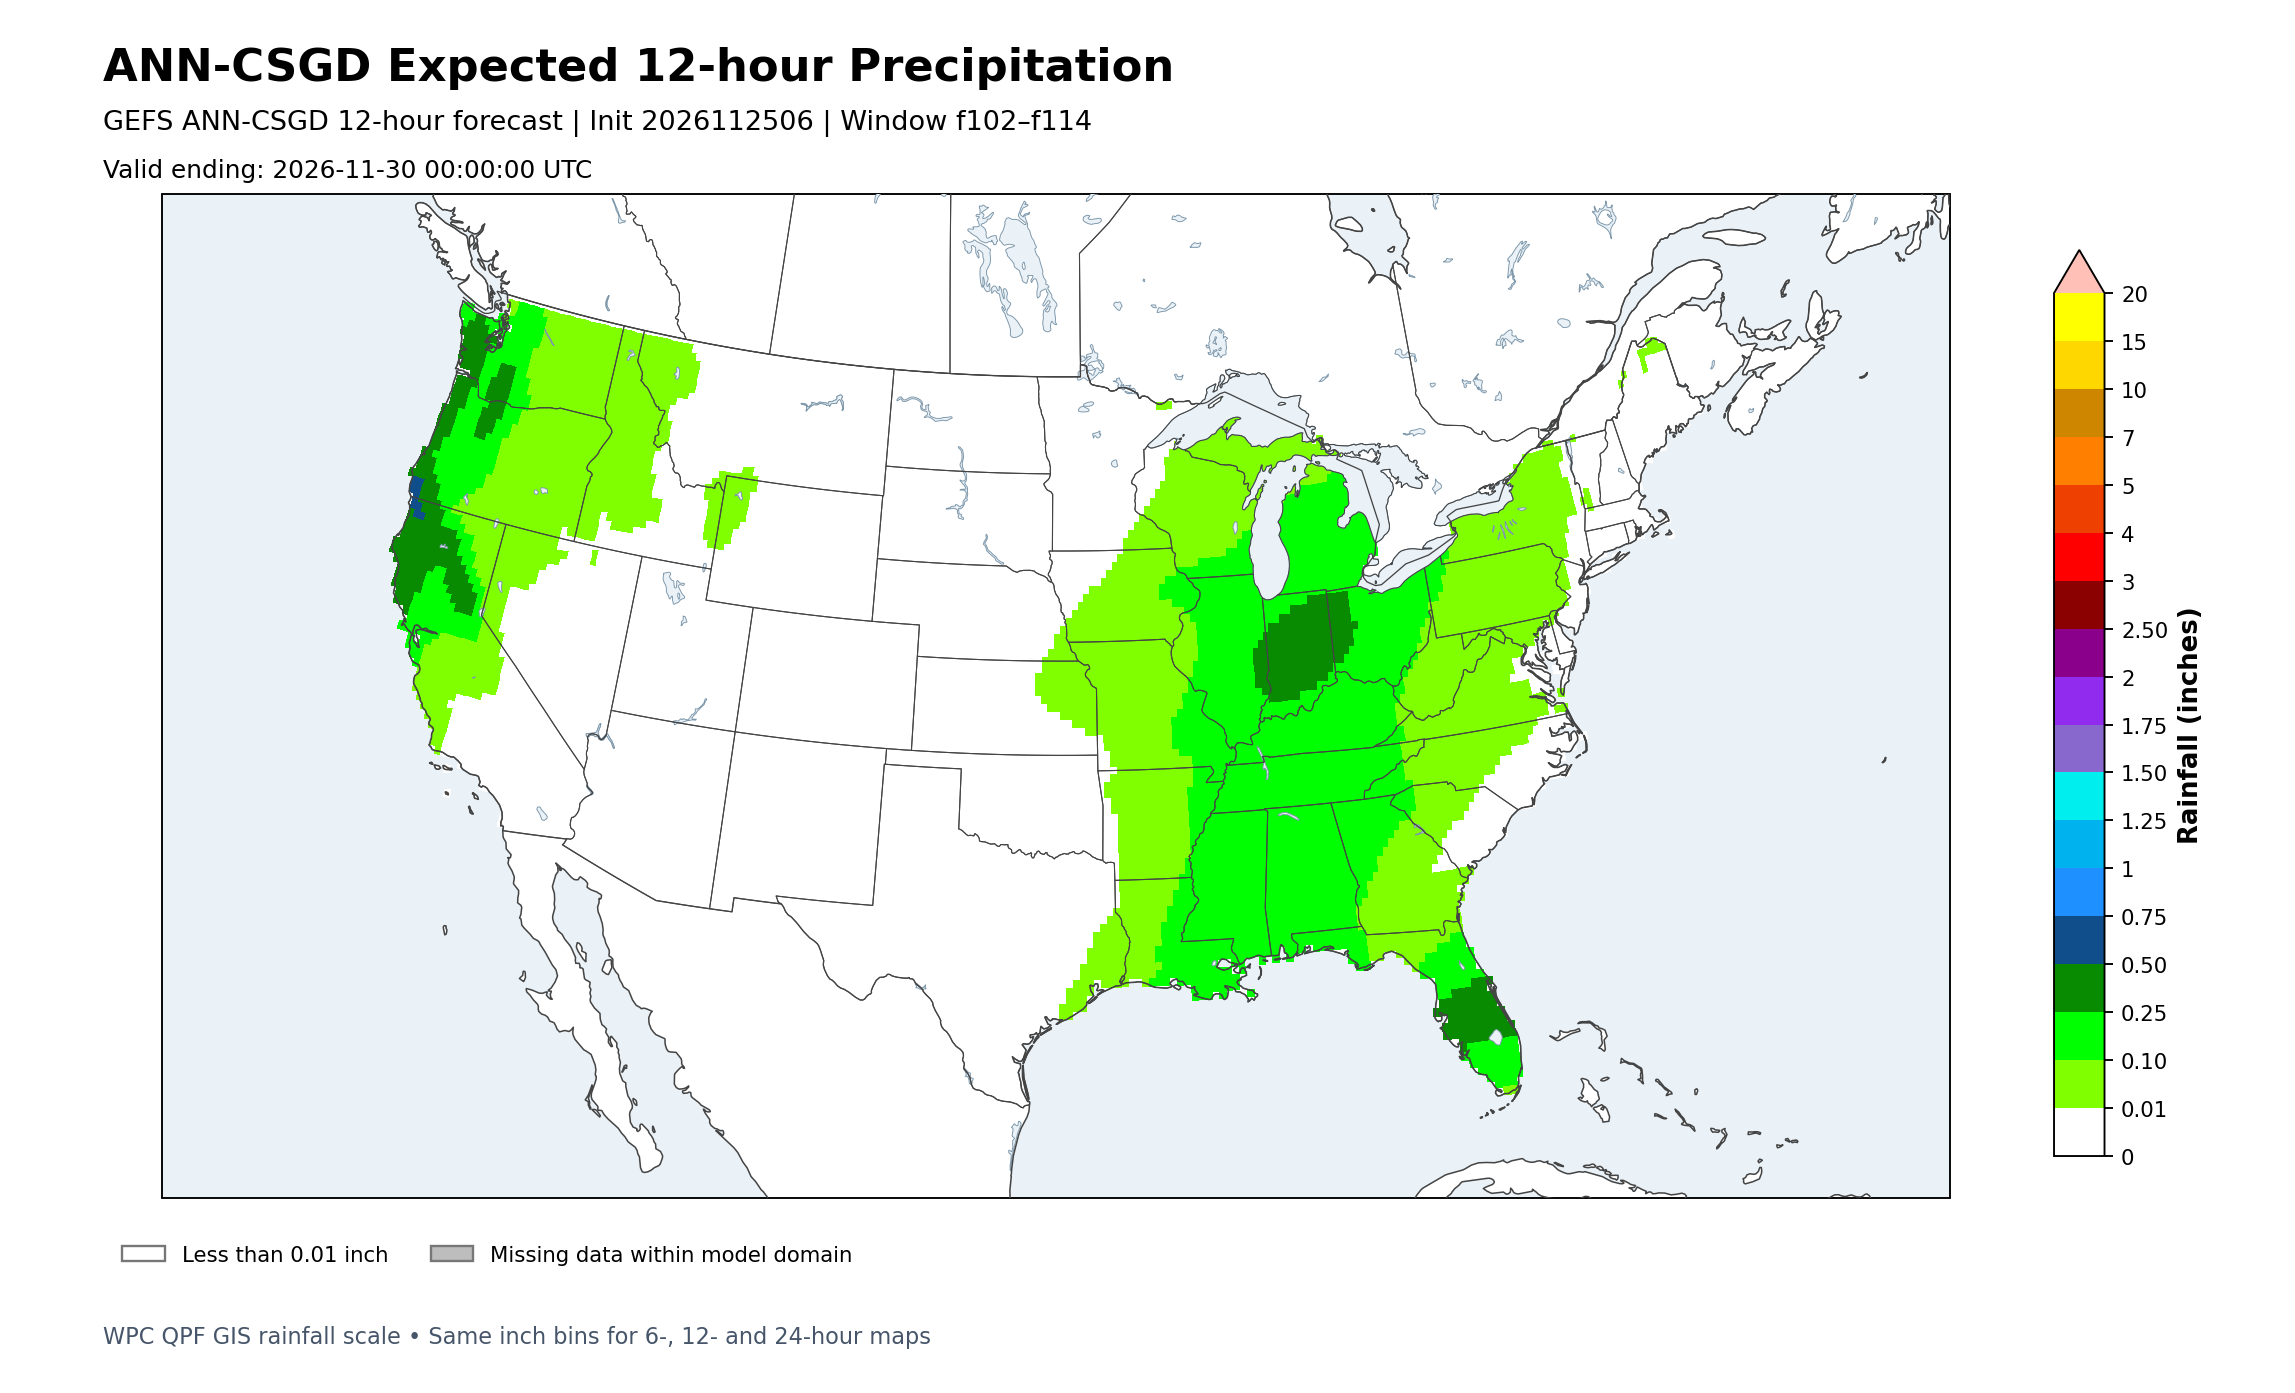 ANN-CSGD Expected 12-hour Precipitation
GEFS ANN-CSGD 12-hour forecast | Init 2026112506 | Window f102–f114
Valid ending: 2026-11-30 00:00:00 UTC
20
15
10
7
5
4
3
2.50
2
1.75
1.50
1.25
1
0.75
0.50
0.25
0.10
0.01
0
Rainfall (inches)
Less than 0.01 inch
Missing data within model domain
WPC QPF GIS rainfall scale • Same inch bins for 6-, 12- and 24-hour maps